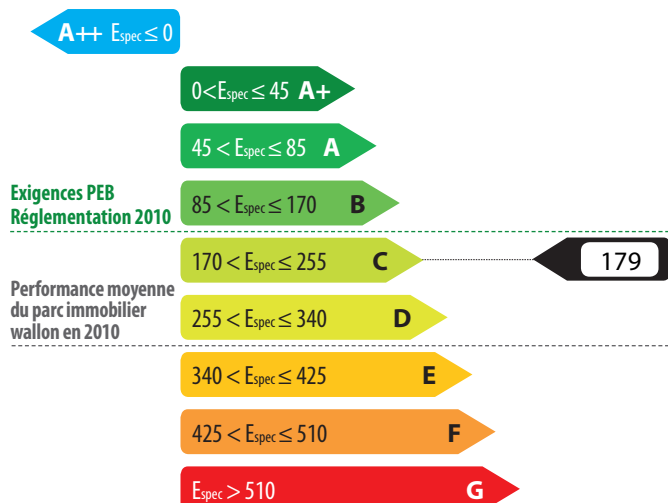 A++ Espec ≤ 0
0<Espec ≤ 45 A+
45 < Espec ≤ 85 A
Exigences PEB
Réglementation 2010
85 < Espec ≤ 170 B
170 < Espec ≤ 255 C
179
Performance moyenne
du parc immobilier
wallon en 2010
255 < Espec ≤ 340 D
340 < Espec ≤ 425 E
425 < Espec ≤ 510 F
Espec > 510 G